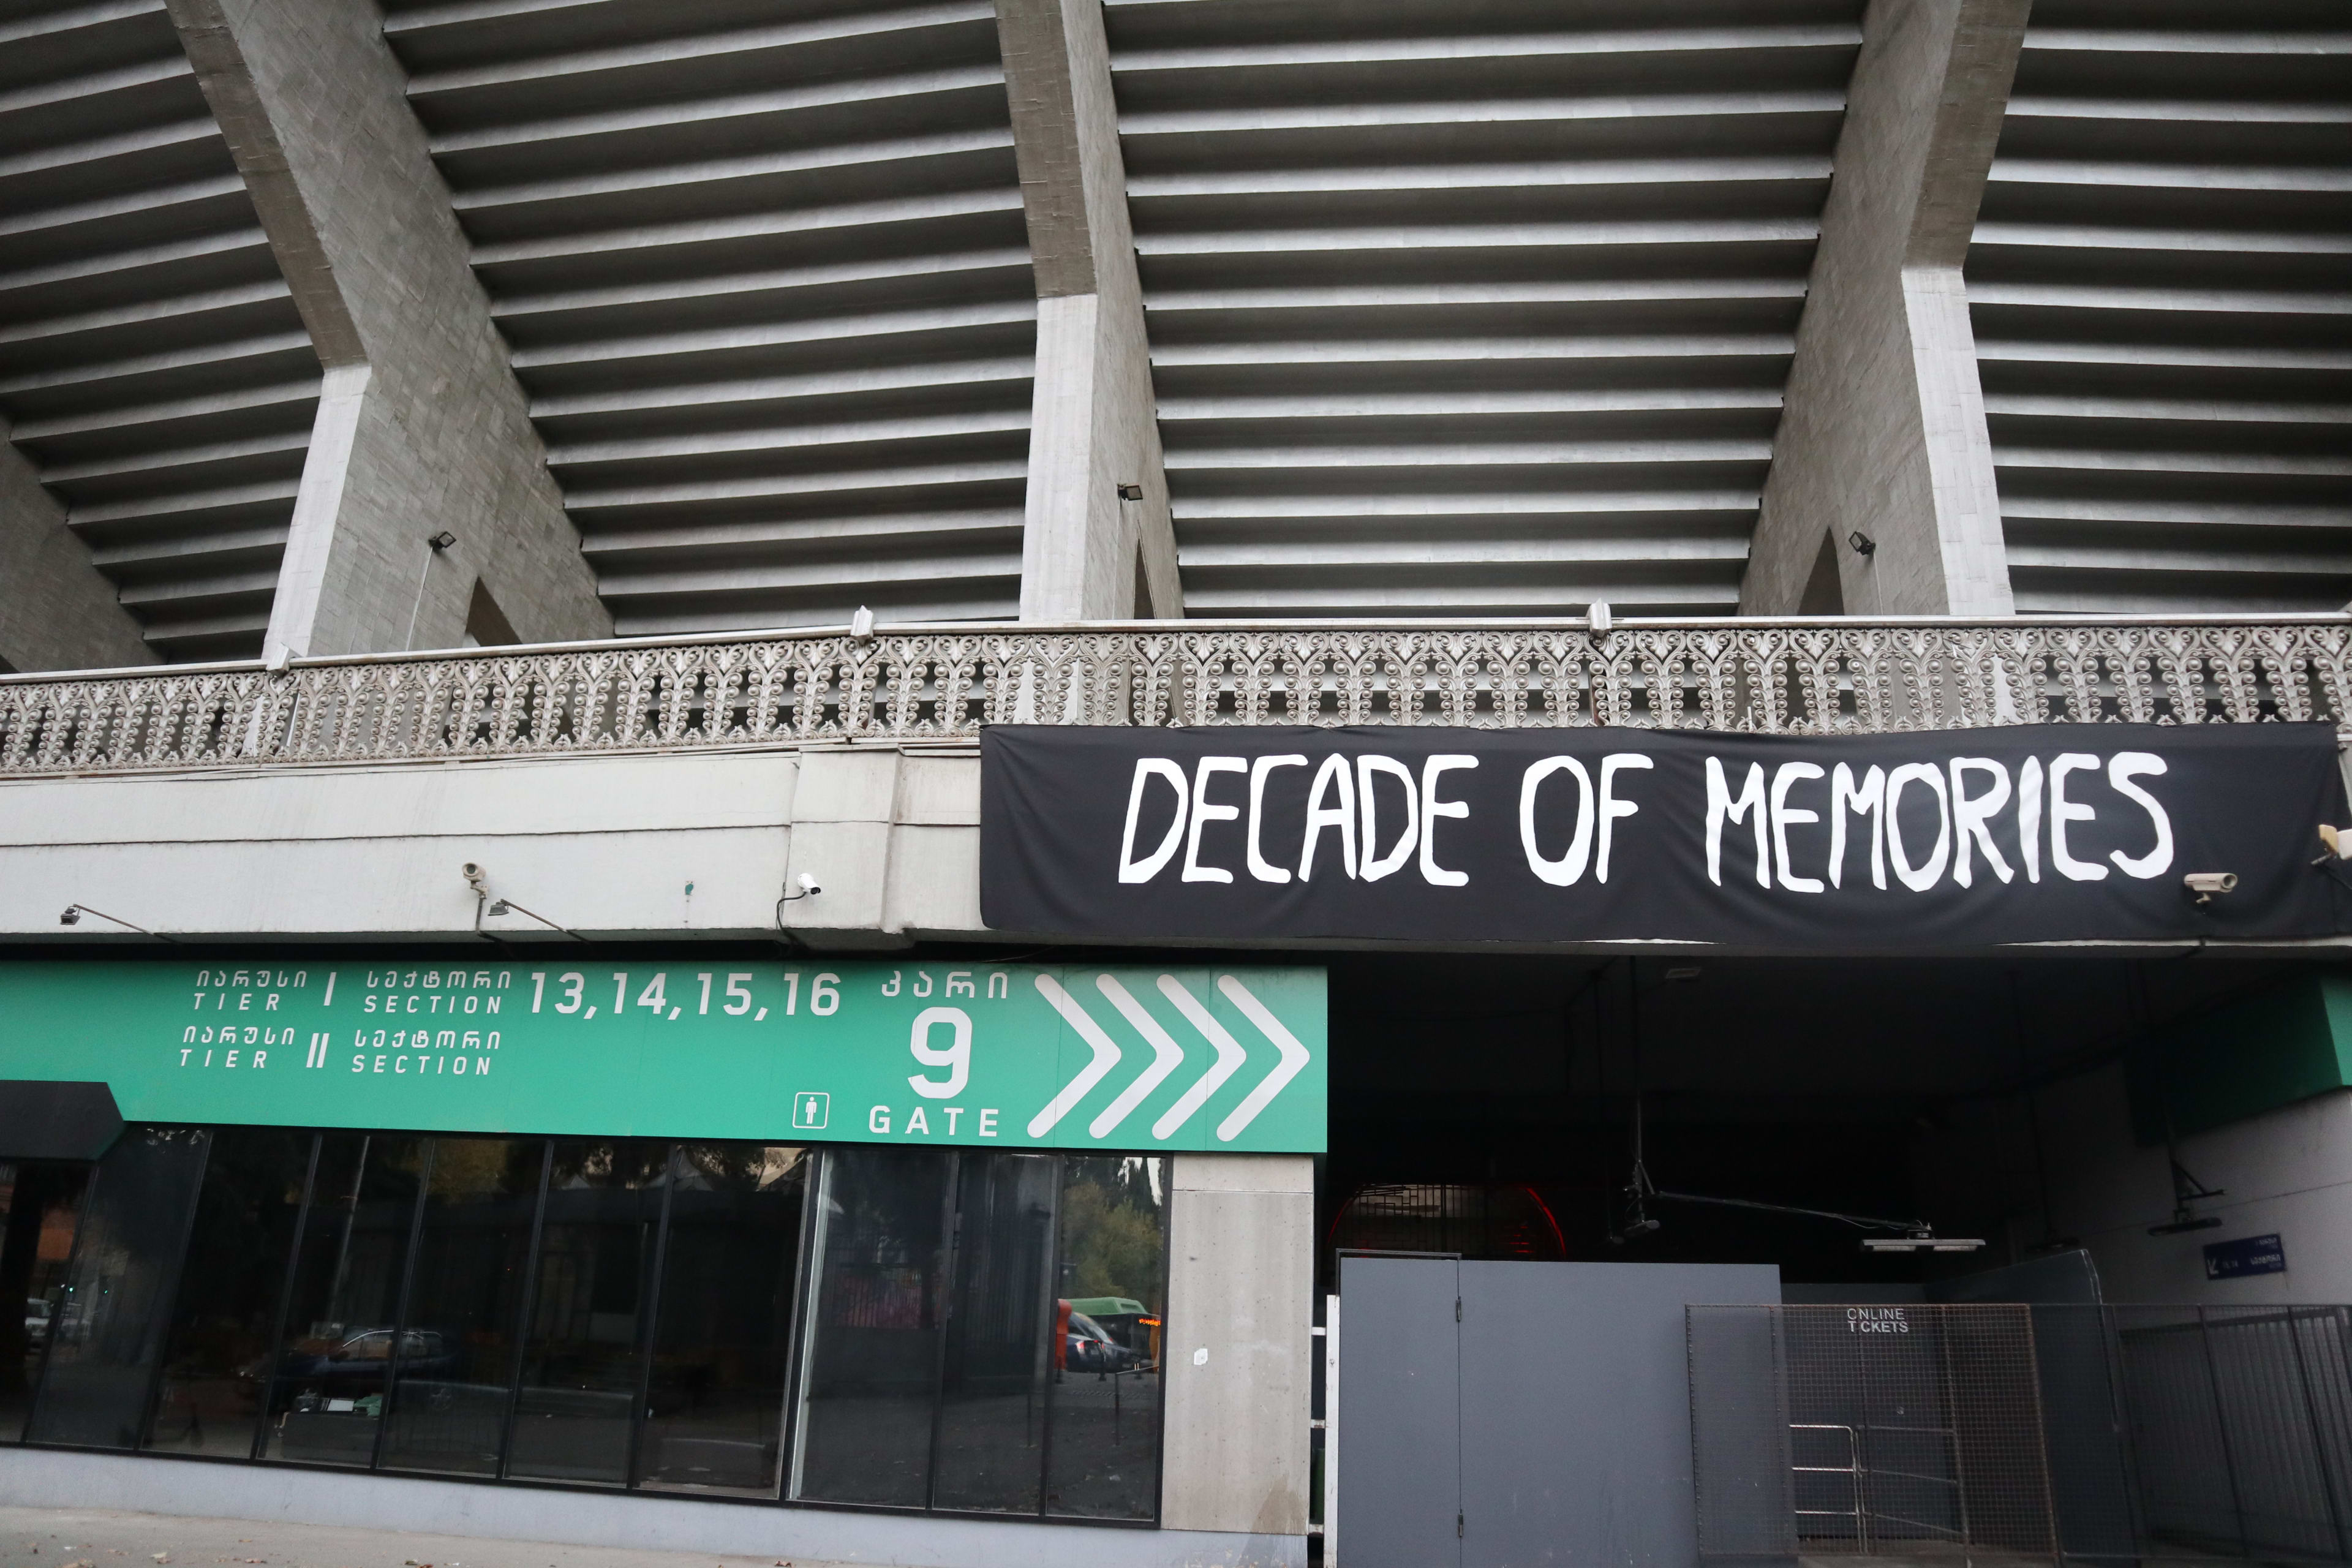 DECADE OF MEMORIES
იარუსი I სექტორი 13,14,15,16
TIER SECTION
იარუსი II სექტორი
TIER SECTION
კარი
9
GATE
ONLINE
TICKETS